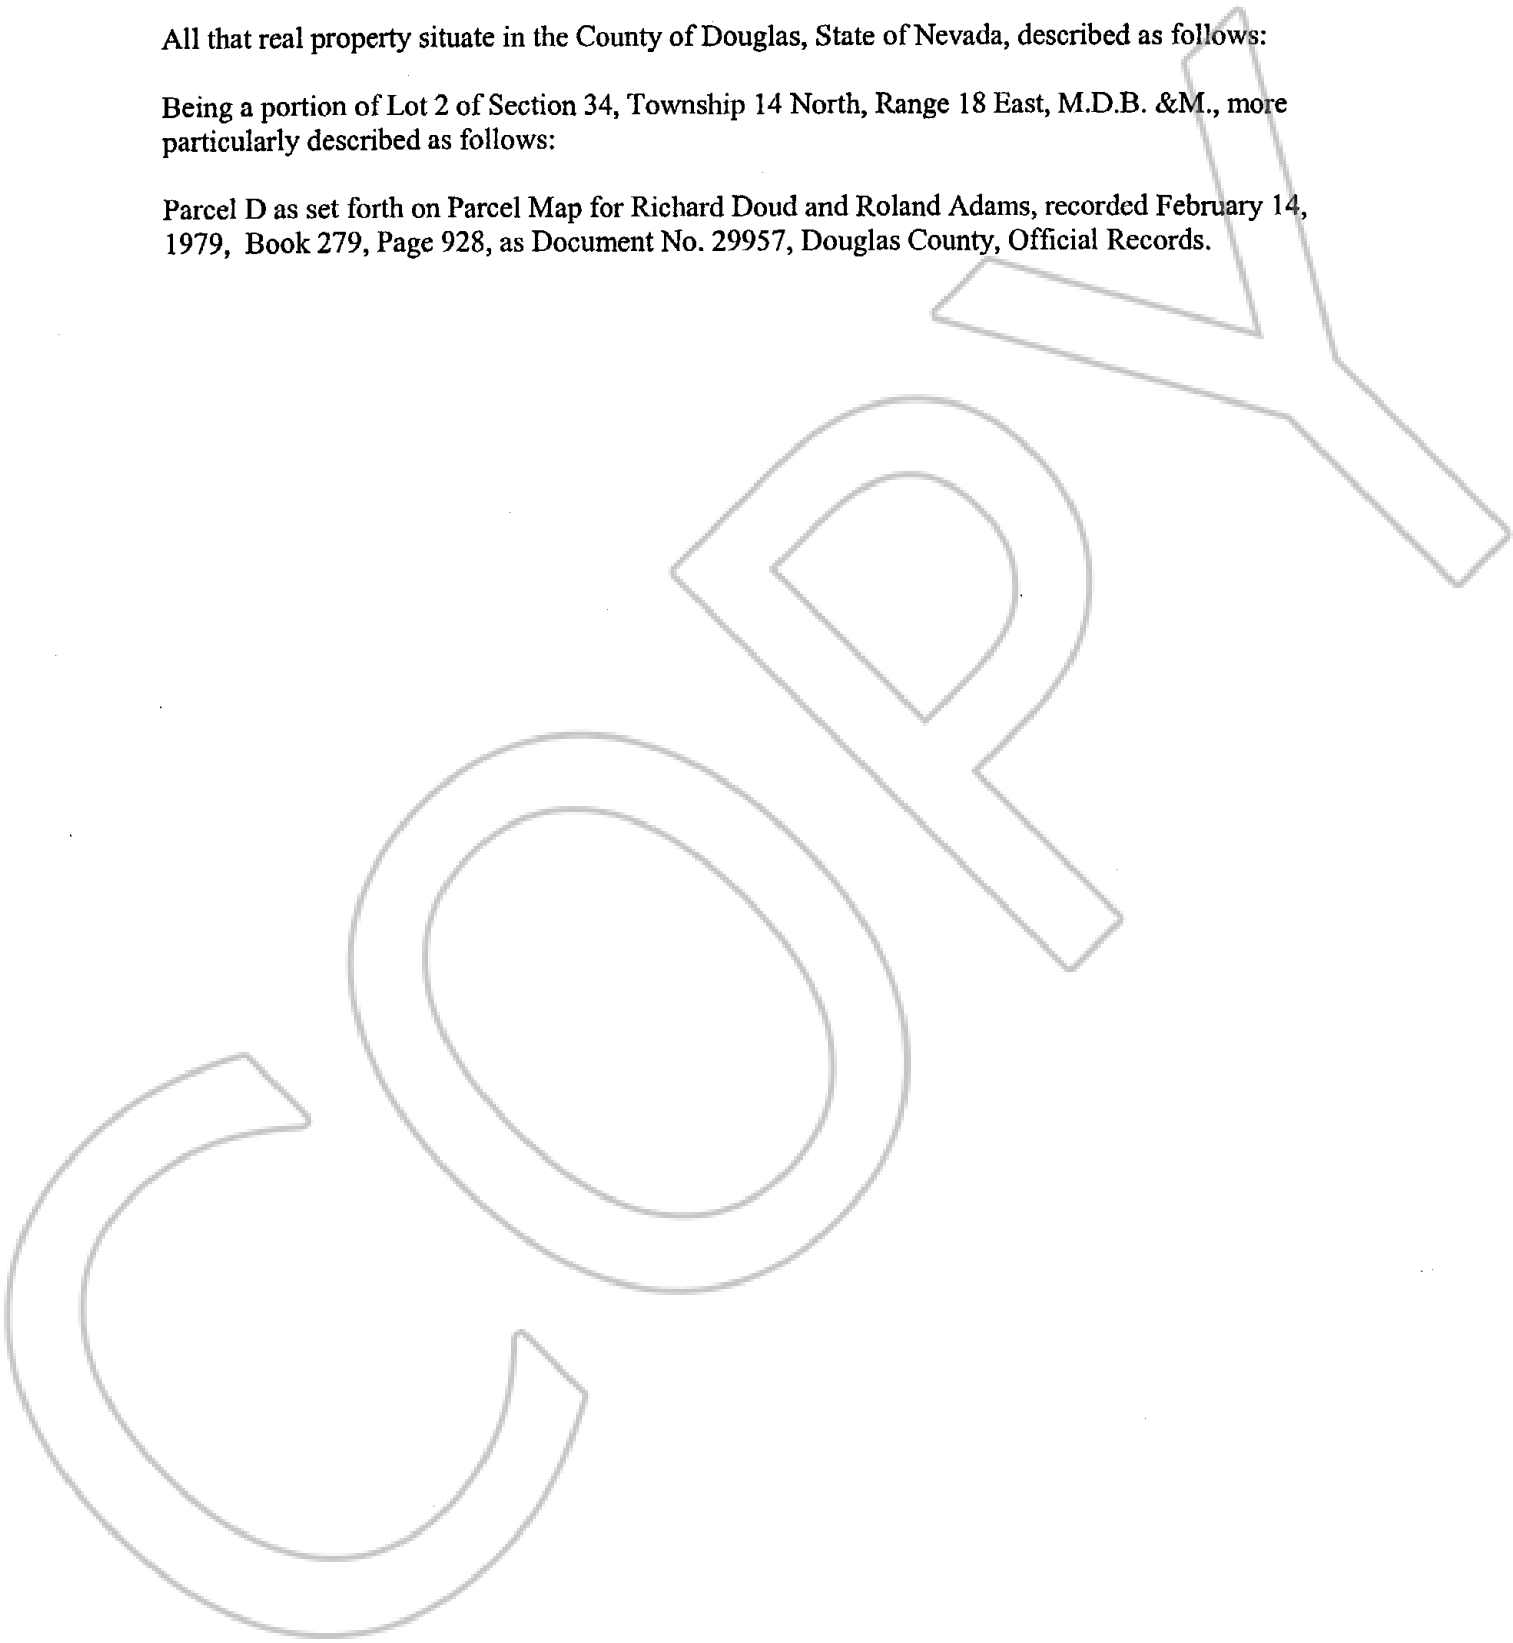 All that real property situate in the County of Douglas, State of Nevada, described as follows:
Being a portion of Lot 2 of Section 34, Township 14 North, Range 18 East, M.D.B. &M., more
particularly described as follows:
Parcel D as set forth on Parcel Map for Richard Doud and Roland Adams, recorded February 14,
1979, Book 279, Page 928, as Document No. 29957, Douglas County, Official Records.
COPY